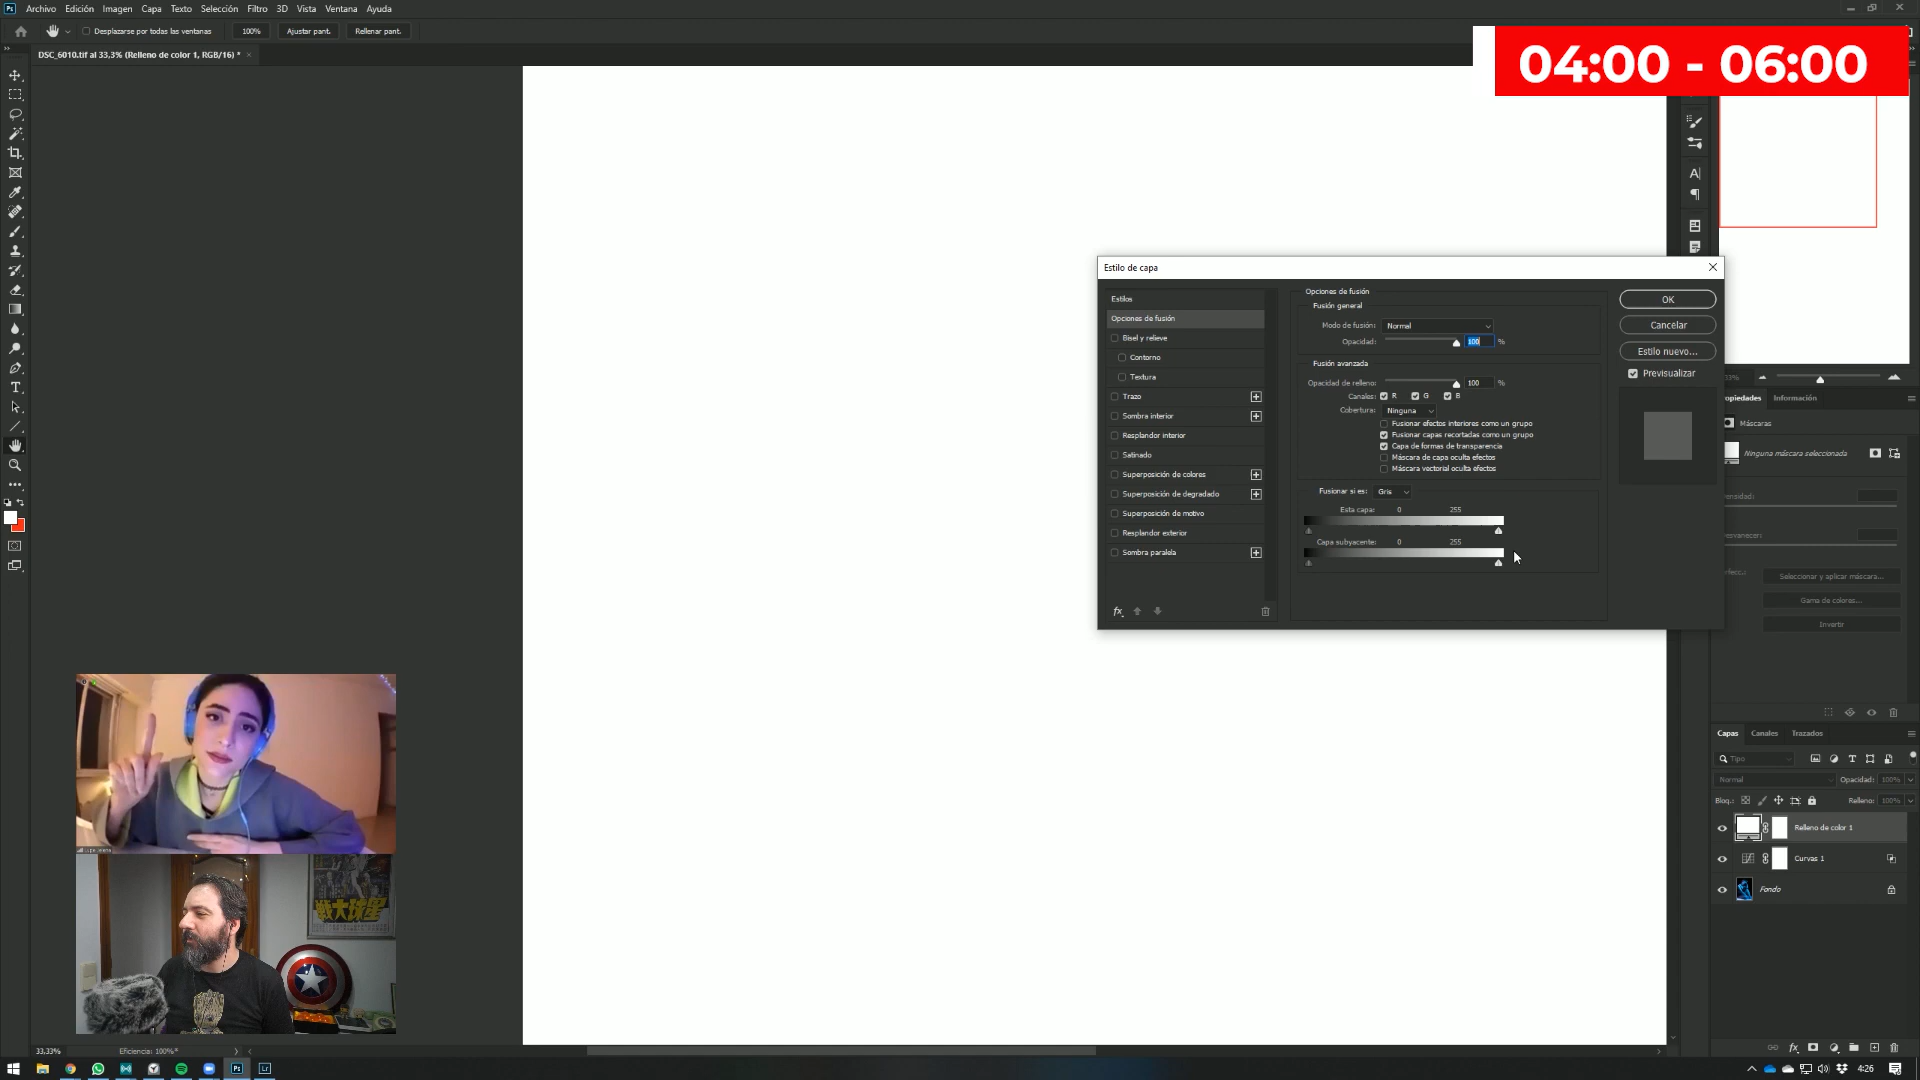 Archivo Edición Imagen Capa Texto Selección Filtro 3D Vista Ventana Ayuda
Desplazarse por todas las ventanas 100% Ajustar pant. Rellenar pant.
04:00 - 06:00
DSC_6010.tif al 33,3% (Relleno de color 1, RGB/16) *
Estilo de capa
Estilos
Opciones de fusión
Bisel y relieve
Contorno
Textura
Trazo
Sombra interior
Resplandor interior
Satinado
Superposición de colores
Superposición de degradado
Superposición de motivo
Resplandor exterior
Sombra paralela
fx
Opciones de fusión
Fusión general
Modo de fusión: Normal
Opacidad: 100 %
Fusión avanzada
Opacidad de relleno: 100 %
Canales: R G B
Cobertura: Ninguna
Fusionar efectos interiores como un grupo
Fusionar capas recortadas como un grupo
Capa de formas de transparencia
Máscara de capa oculta efectos
Máscara vectorial oculta efectos
Fusionar si es: Gris
Esta capa: 0 255
Capa subyacente: 0 255
OK
Cancelar
Estilo nuevo...
Previsualizar
Información
Máscaras
Ninguna máscara seleccionada
Seleccionar y aplicar máscara...
Gama de colores...
Invertir
Capas Canales Trazados
Tipo
Normal Opacidad: 100%
Bloq.: Relleno: 100%
Relleno de color 1
Curvas 1
Fondo
戦大球星
33,33% Eficiencia: 100%*
Ps Lr
4:26